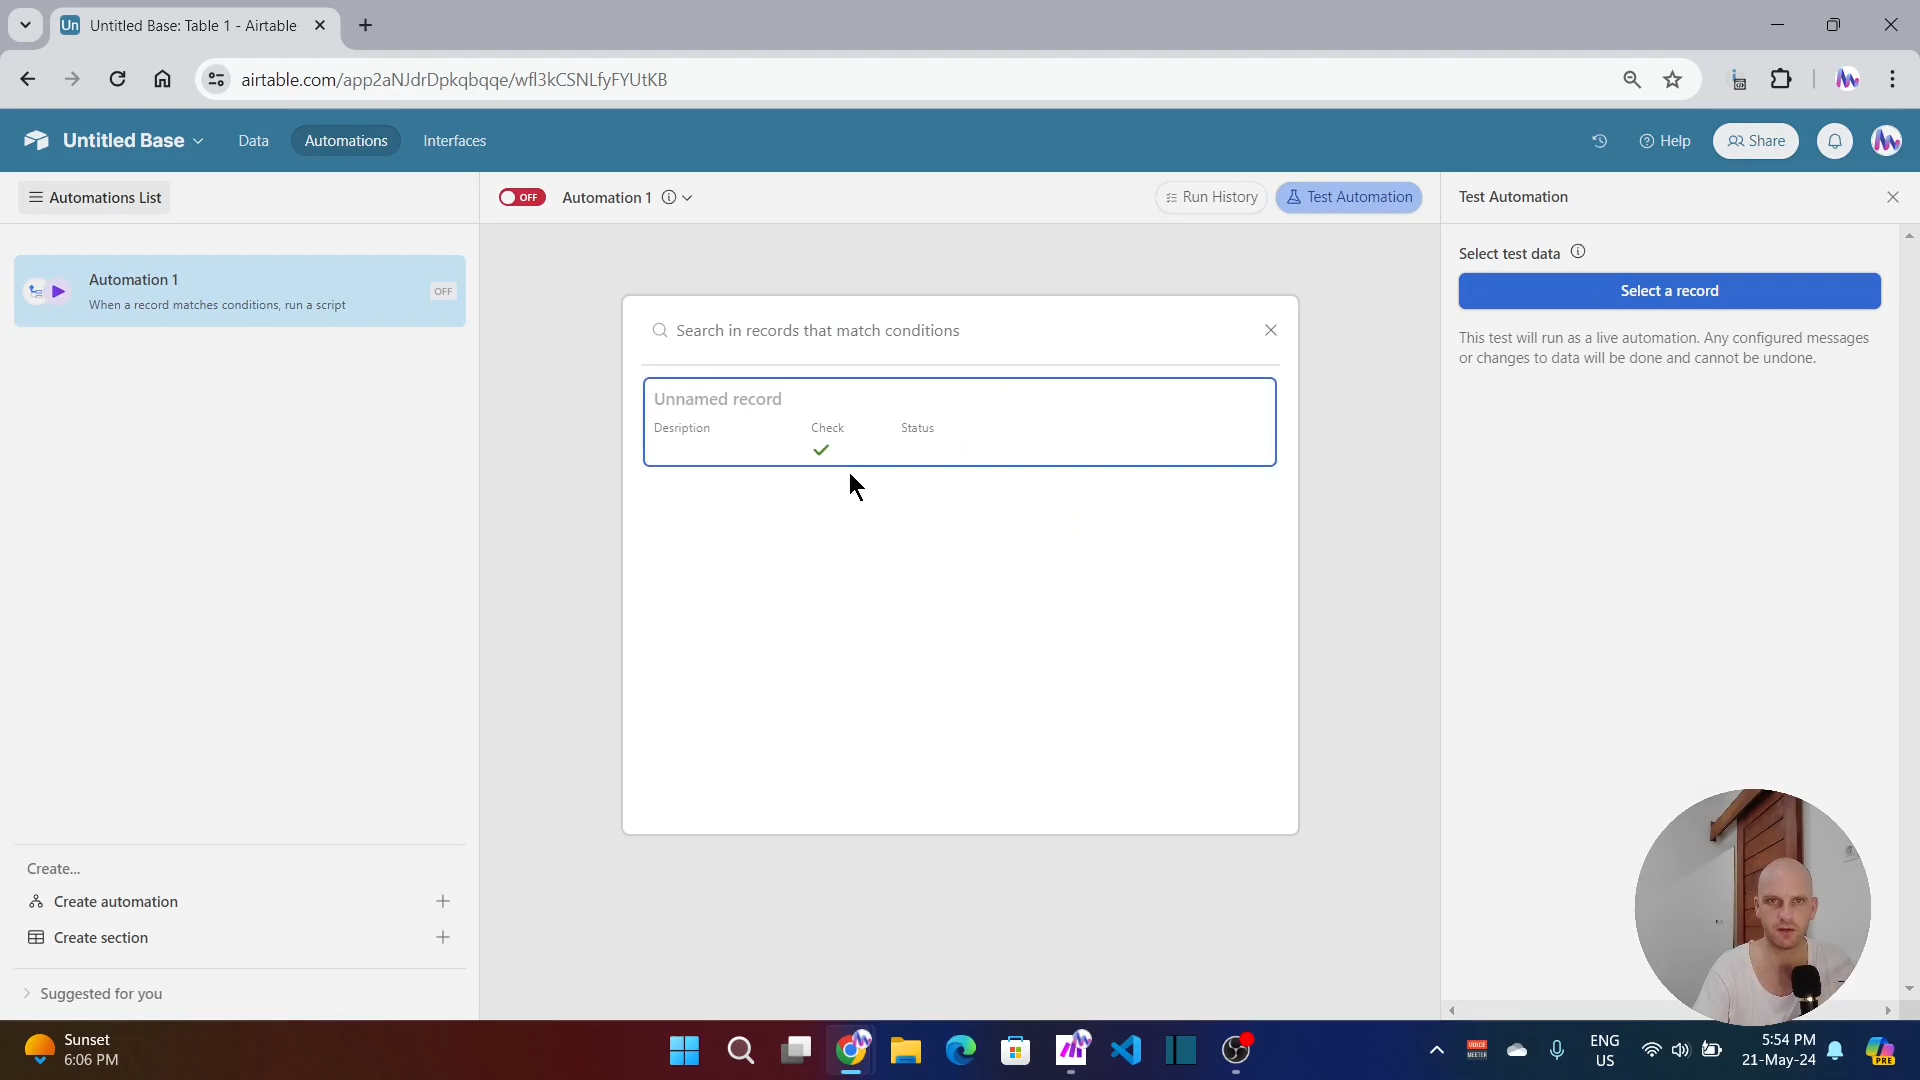 Un
Untitled Base: Table 1 - Airtable
airtable.com/app2aNJdrDpkqbqqe/wfl3kCSNLfyFYUtKB
Untitled Base
Data
Automations
Interfaces
Help
Share
Automations List
OFF
Automation 1
Run History
Test Automation
Test Automation
Automation 1
When a record matches conditions, run a script
OFF
Search in records that match conditions
Unnamed record
Desription
Check
Status
Select test data
Select a record
This test will run as a live automation. Any configured messages
or changes to data will be done and cannot be undone.
Create...
Create automation
Create section
Suggested for you
Sunset
6:06 PM
VOICE
MEETER
ENG
US
5:54 PM
21-May-24
PRE